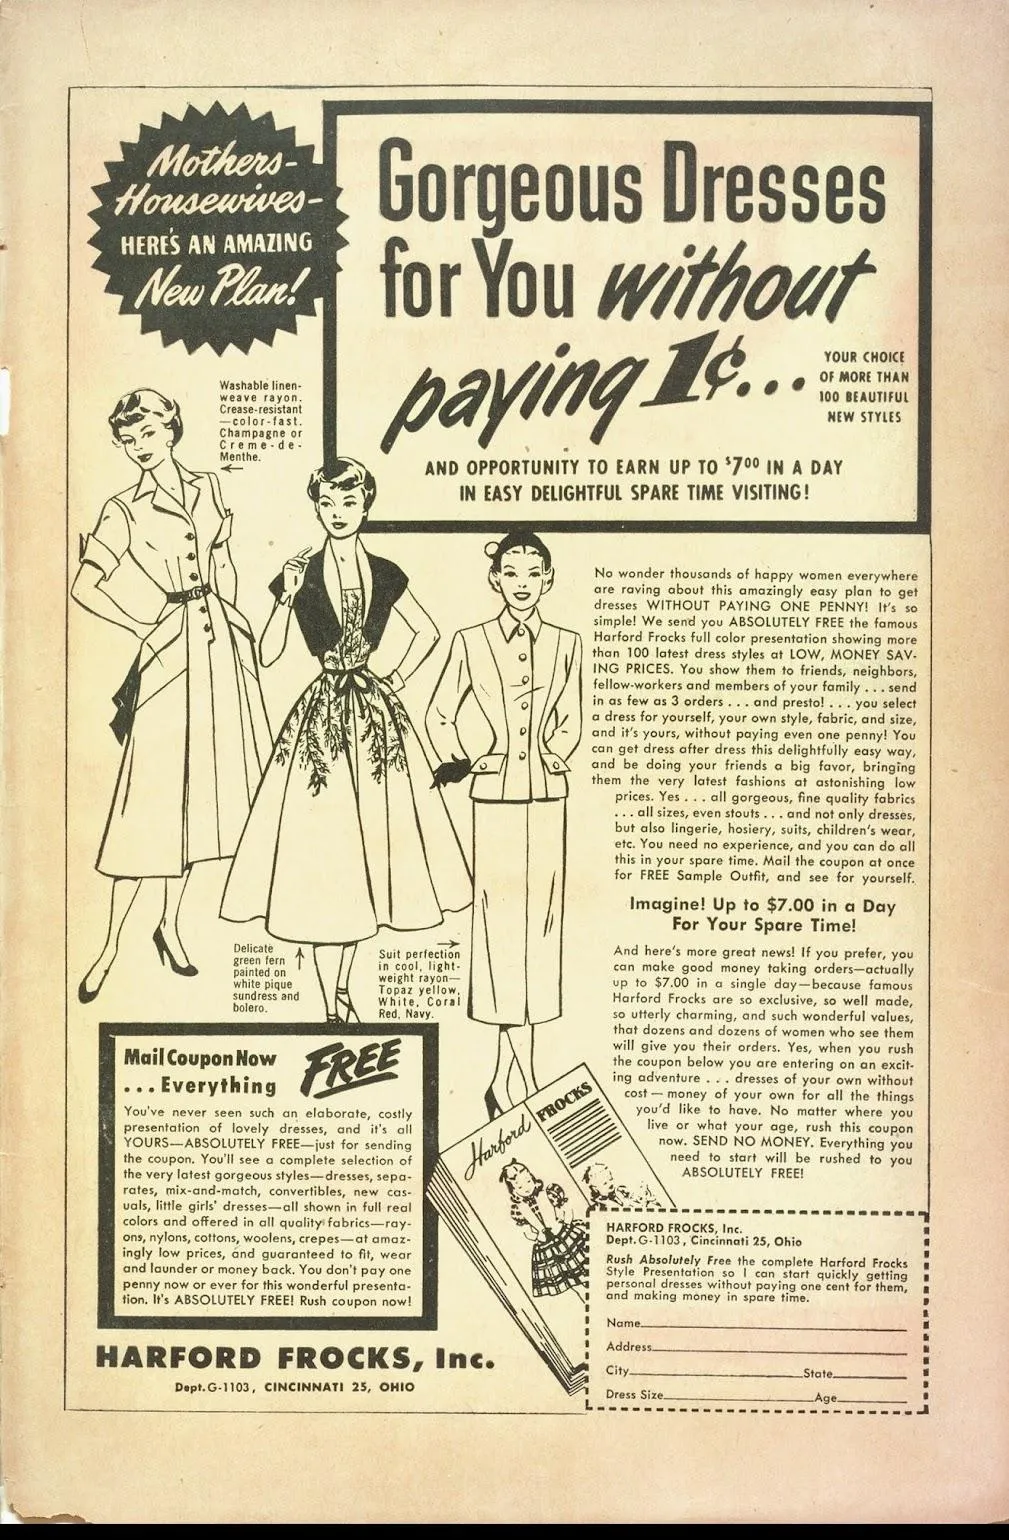 Mothers-
Housewives-
HERE'S AN AMAZING
New Plan!
Gorgeous Dresses
for You without
paying 1¢...
YOUR CHOICE
OF MORE THAN
100 BEAUTIFUL
NEW STYLES
AND OPPORTUNITY TO EARN UP TO $7.00 IN A DAY
IN EASY DELIGHTFUL SPARE TIME VISITING!
Washable linen-
weave rayon.
Crease-resistant
—color-fast.
Champagne or
Creme-de-
Menthe.
No wonder thousands of happy women everywhere
are raving about this amazingly easy plan to get
dresses WITHOUT PAYING ONE PENNY! It's so
simple! We send you ABSOLUTELY FREE the famous
Harford Frocks full color presentation showing more
than 100 latest dress styles at LOW, MONEY SAV-
ING PRICES. You show them to friends, neighbors,
fellow-workers and members of your family . . . send
in as few as 3 orders . . . and presto! . . . you select
a dress for yourself, your own style, fabric, and size,
and it's yours, without paying even one penny! You
can get dress after dress this delightfully easy way,
and be doing your friends a big favor, bringing
them the very latest fashions at astonishing low
prices. Yes . . . all gorgeous, fine quality fabrics
. . . all sizes, even stouts . . . and not only dresses,
but also lingerie, hosiery, suits, children's wear,
etc. You need no experience, and you can do all
this in your spare time. Mail the coupon at once
for FREE Sample Outfit, and see for yourself.
Imagine! Up to $7.00 in a Day
For Your Spare Time!
And here's more great news! If you prefer, you
can make good money taking orders—actually
up to $7.00 in a single day—because famous
Harford Frocks are so exclusive, so well made,
so utterly charming, and such wonderful values,
that dozens and dozens of women who see them
will give you their orders. Yes, when you rush
the coupon below you are entering on an excit-
ing adventure . . . dresses of your own without
cost — money of your own for all the things
you'd like to have. No matter where you
live or what your age, rush this coupon
now. SEND NO MONEY. Everything you
need to start will be rushed to you
ABSOLUTELY FREE!
Delicate
green fern
painted on
white pique
sundress and
bolero.
Suit perfection
in cool, light-
weight rayon—
Topaz yellow,
White, Coral
Red, Navy.
Mail Coupon Now
. . . Everything
FREE
You've never seen such an elaborate, costly
presentation of lovely dresses, and it's all
YOURS—ABSOLUTELY FREE—just for sending
the coupon. You'll see a complete selection of
the very latest gorgeous styles—dresses, sepa-
rates, mix-and-match, convertibles, new cas-
uals, little girls' dresses—all shown in full real
colors and offered in all quality fabrics—ray-
ons, nylons, cottons, woolens, crepes—at amaz-
ingly low prices, and guaranteed to fit, wear
and launder or money back. You don't pay one
penny now or ever for this wonderful presenta-
tion. It's ABSOLUTELY FREE! Rush coupon now!
Harford FROCKS
HARFORD FROCKS, Inc.
Dept. G-1103, CINCINNATI 25, OHIO
HARFORD FROCKS, Inc.
Dept. G-1103, Cincinnati 25, Ohio
Rush Absolutely Free the complete Harford Frocks
Style Presentation so I can start quickly getting
personal dresses without paying one cent for them,
and making money in spare time.
Name
Address
City State
Dress Size Age